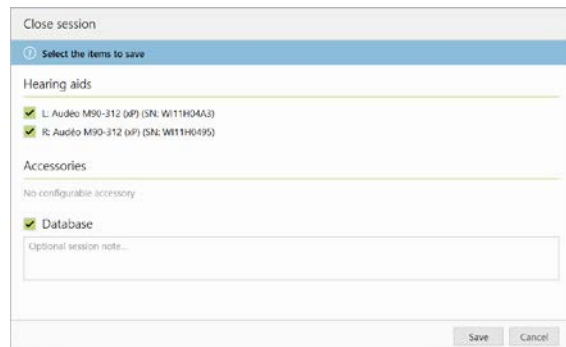 Close session
Select the items to save
Hearing aids
L: Audéo M90-312 (xP) (SN: WI11H04A3)
R: Audéo M90-312 (xP) (SN: WI11H0495)
Accessories
No configurable accessory
Database
Optional session note...
Save Cancel